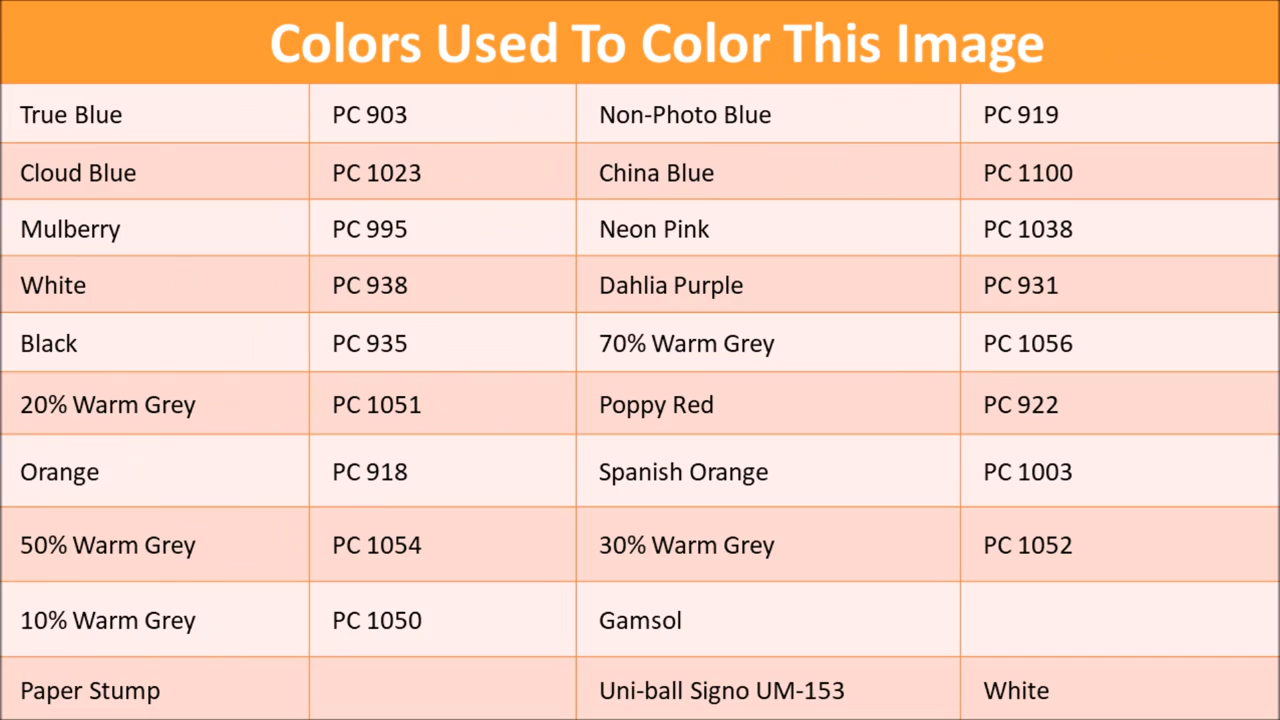 Colors Used To Color This Image
True Blue PC 903 Non-Photo Blue PC 919
Cloud Blue PC 1023 China Blue PC 1100
Mulberry PC 995 Neon Pink PC 1038
White PC 938 Dahlia Purple PC 931
Black PC 935 70% Warm Grey PC 1056
20% Warm Grey PC 1051 Poppy Red PC 922
Orange PC 918 Spanish Orange PC 1003
50% Warm Grey PC 1054 30% Warm Grey PC 1052
10% Warm Grey PC 1050 Gamsol
Paper Stump Uni-ball Signo UM-153 White